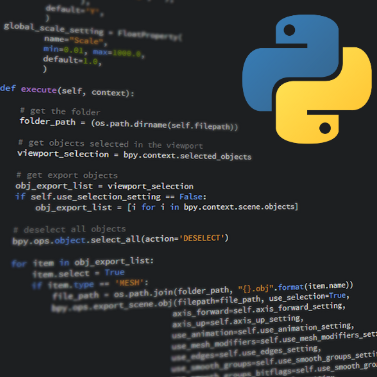 default="Y",
)
global_scale_setting = FloatProperty(
name="Scale",
min=0.01, max=1000.0,
default=1.0,
)
def execute(self, context):
# get the folder
folder_path = (os.path.dirname(self.filepath))
# get objects selected in the viewport
viewport_selection = bpy.context.selected_objects
# get export objects
obj_export_list = viewport_selection
if self.use_selection_setting == False:
obj_export_list = [i for i in bpy.context.scene.objects]
# deselect all objects
bpy.ops.object.select_all(action='DESELECT')
for item in obj_export_list:
item.select = True
if item.type == 'MESH':
file_path = os.path.join(folder_path, "{}.obj".format(item.name))
bpy.ops.export_scene.obj(filepath=file_path, use_selection=True,
axis_forward=self.axis_forward_setting,
axis_up=self.axis_up_setting,
use_animation=self.use_animation_setting,
use_mesh_modifiers=self.use_mesh_modifiers_set
use_edges=self.use_edges_setting,
use_smooth_groups=self.use_smooth_groups_setti
use_smooth_groups_bitflags=self.use_smooth